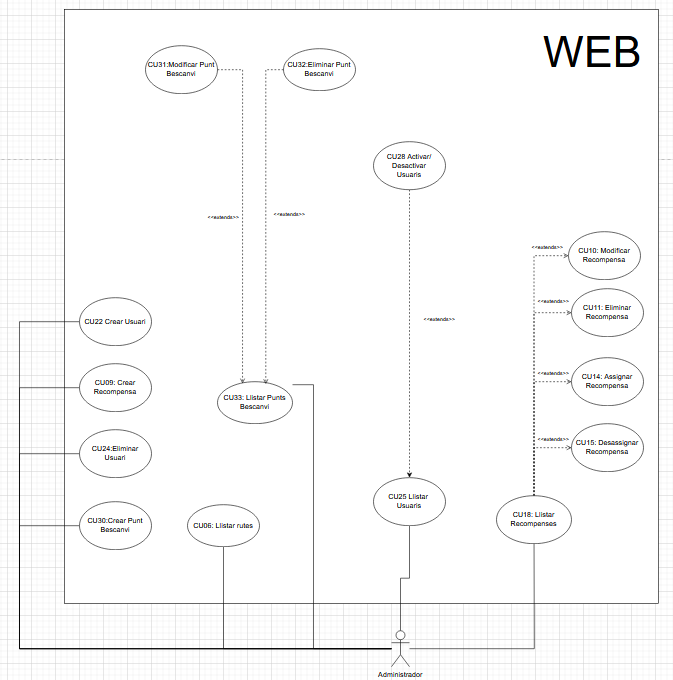 WEB
CU31:Modificar Punt
Bescanvi
CU32:Eliminar Punt
Bescanvi
CU28 Activar/
Desactivar
Usuaris
<<extends>>
<<extends>>
<<extends>>
CU10: Modificar
Recompensa
<<extends>>
CU11: Eliminar
Recompensa
CU22 Crear Usuari
<<extends>>
<<extends>>
CU14: Assignar
Recompensa
CU09: Crear
Recompensa
CU33: Llistar Punts
Bescanvi
<<extends>>
CU15: Desassignar
Recompensa
CU24:Eliminar
Usuari
CU25 Llistar
Usuaris
CU30:Crear Punt
Bescanvi
CU06: Llistar rutes
CU18: Llistar
Recompenses
Administrador